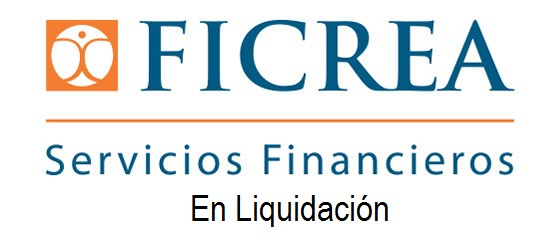 FICREA
Servicios Financieros
En Liquidación